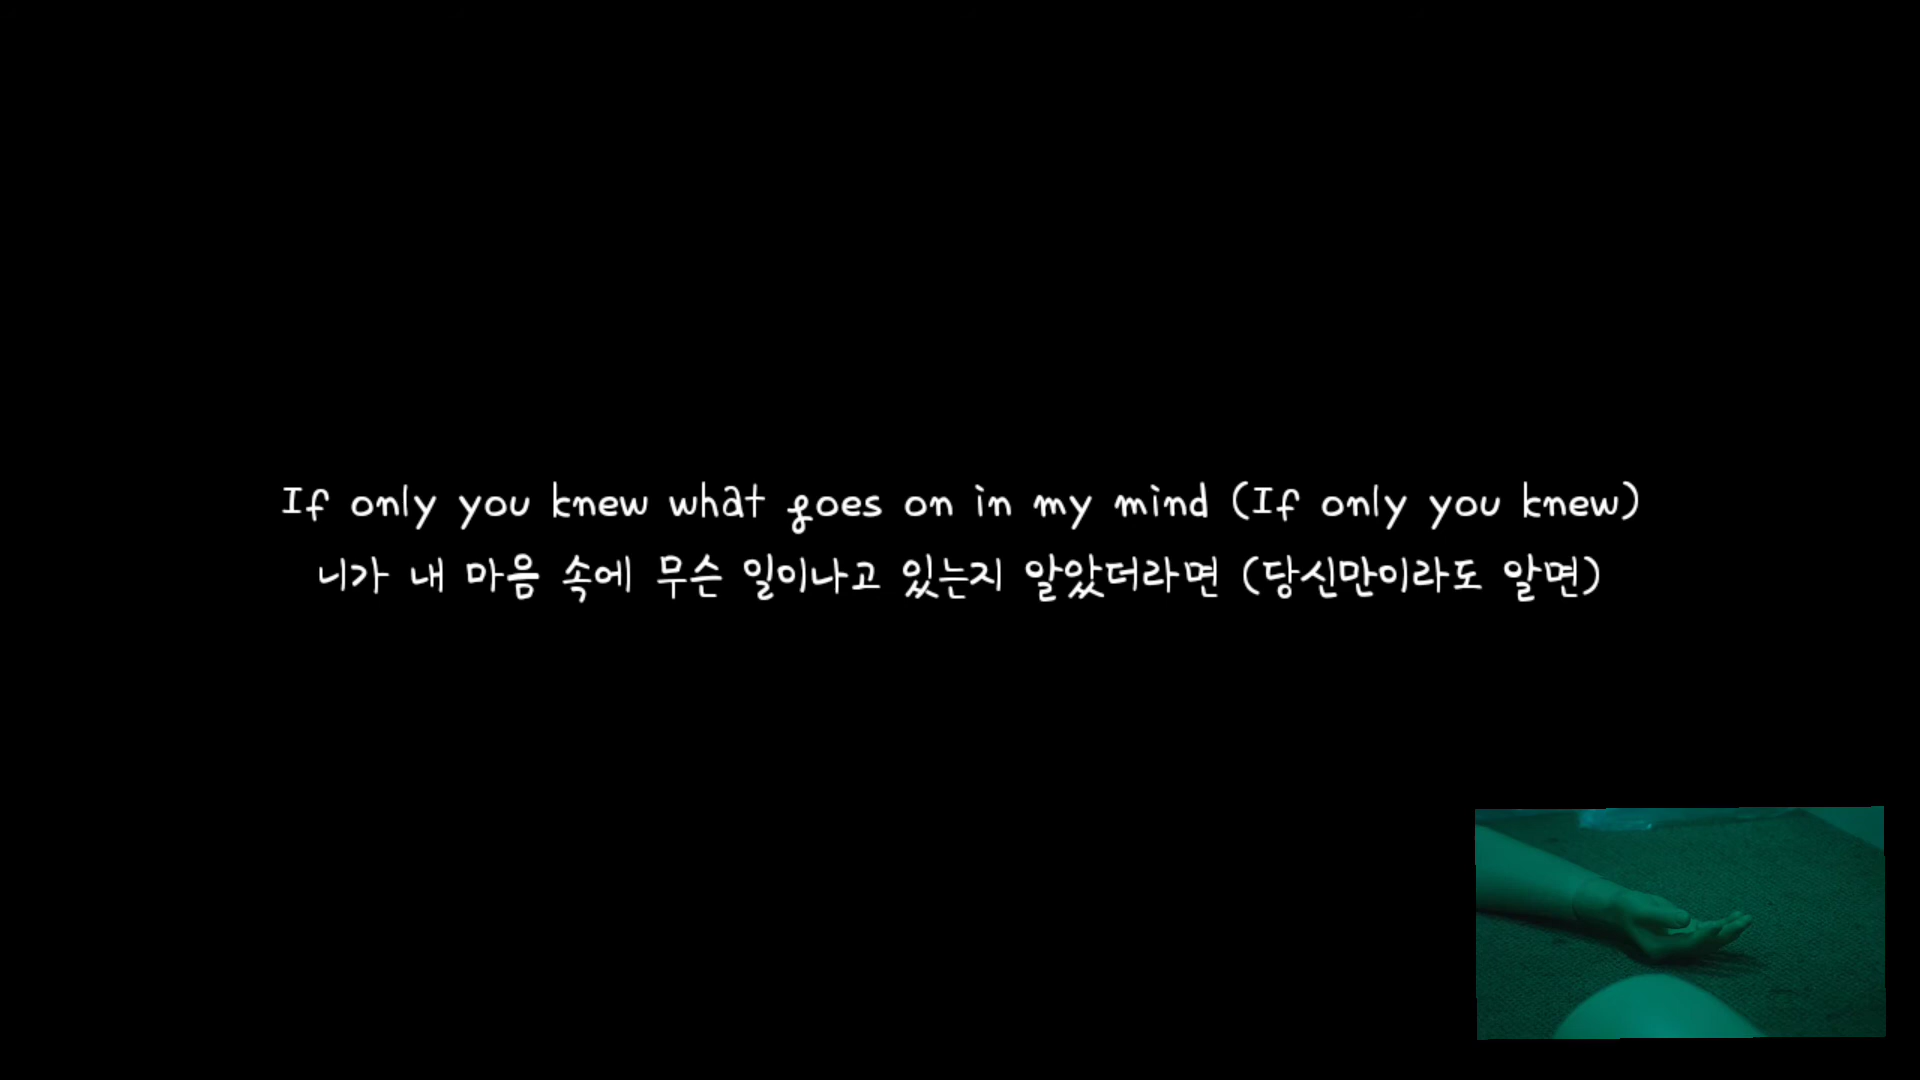 If only you knew what goes on in my mind (If only you knew)
니가 내 마음 속에 무슨 일이나고 있는지 알았더라면 (당신만이라도 알면)